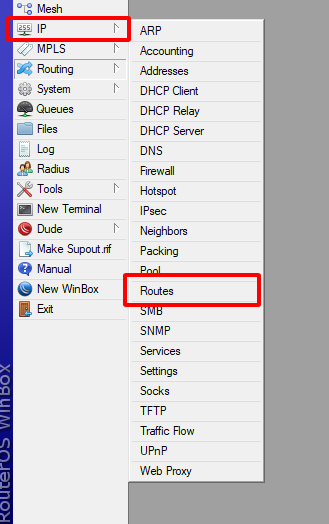 Mesh
IP
MPLS
Routing
System
Queues
Files
Log
Radius
Tools
New Terminal
Dude
Make Supout.rif
Manual
New WinBox
Exit
ARP
Accounting
Addresses
DHCP Client
DHCP Relay
DHCP Server
DNS
Firewall
Hotspot
IPsec
Neighbors
Packing
Pool
Routes
SMB
SNMP
Services
Settings
Socks
TFTP
Traffic Flow
UPnP
Web Proxy
RouterOS WinBox